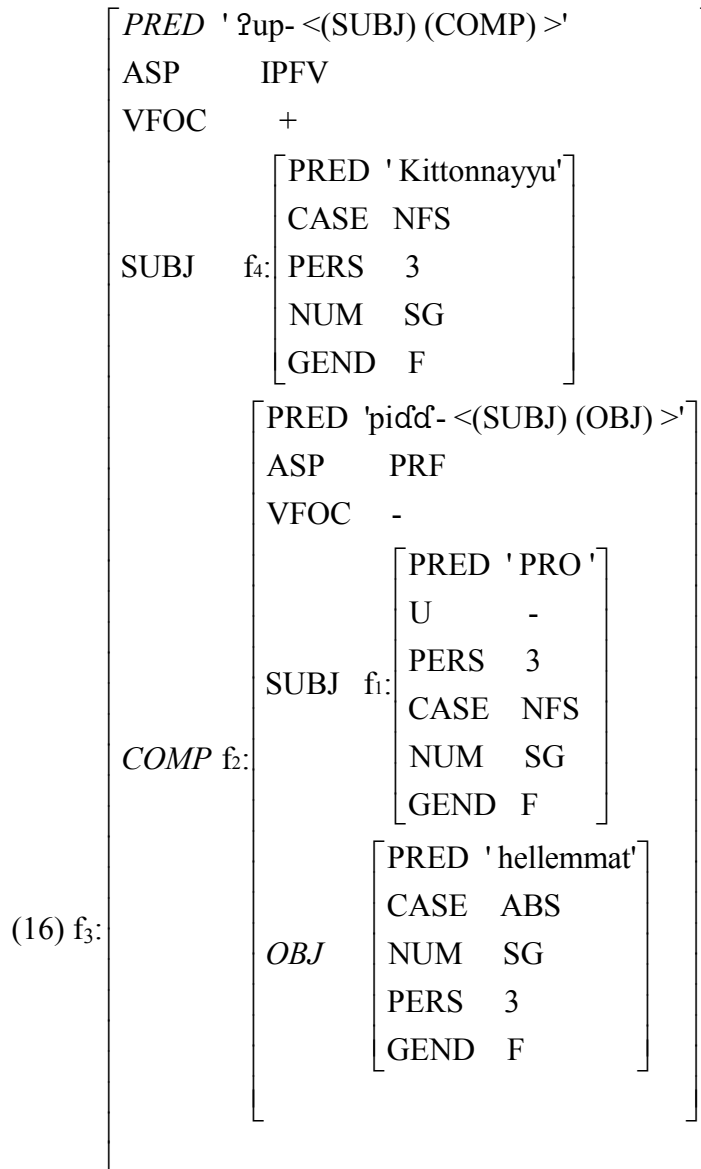 PRED ' ʔup- <(SUBJ) (COMP) >'
ASP IPFV
VFOC +
PRED ' Kittonnayyu'
CASE NFS
SUBJ f4: PERS 3
NUM SG
GEND F
PRED 'piɗɗ- <(SUBJ) (OBJ) >'
ASP PRF
VFOC -
PRED ' PRO '
U -
PERS 3
SUBJ f1:
CASE NFS
NUM SG
COMP f2:
GEND F
PRED ' hellemmat'
CASE ABS
(16) f3:
OBJ NUM SG
PERS 3
GEND F